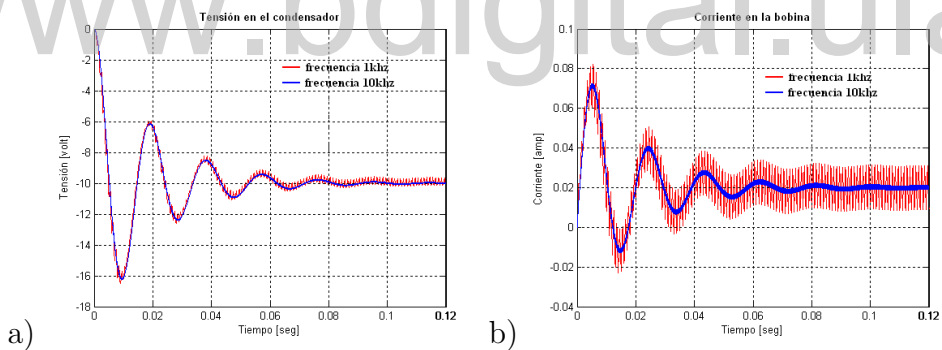 www.bdigital.ula
Tensión en el condensador
0
-2
-4
-6
-8
-10
-12
-14
-16
-18
Tensión [volt]
frecuencia 1khz
frecuencia 10khz
0
0.02
0.04
0.06
0.08
0.1
0.12
Tiempo [seg]
a)
Corriente en la bobina
0.1
0.08
0.06
0.04
0.02
0
-0.02
-0.04
Corriente [amp]
frecuencia 1khz
frecuencia 10khz
0
0.02
0.04
0.06
0.08
0.1
0.12
Tiempo [seg]
b)